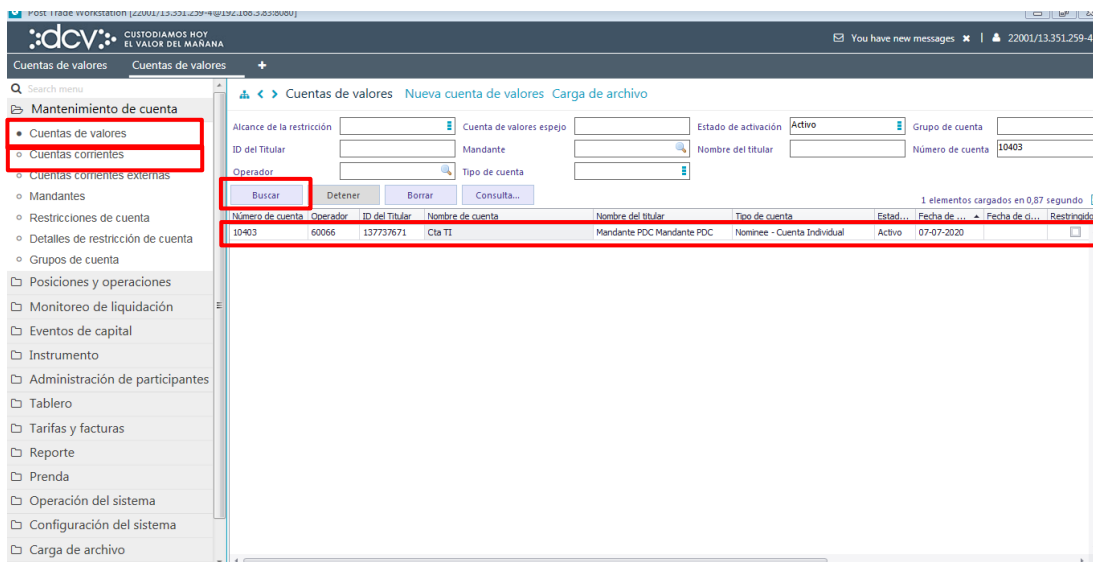 Post Trade Workstation [22001/13.351.259-4@192.168.3.83:8080]
:dcv: CUSTODIAMOS HOY
EL VALOR DEL MAÑANA
You have new messages × | 22001/13.351.259-4
Cuentas de valores Cuentas de valores +
Search menu
Mantenimiento de cuenta
Cuentas de valores
Cuentas corrientes
Cuentas corrientes externas
Mandantes
Restricciones de cuenta
Detalles de restricción de cuenta
Grupos de cuenta
Posiciones y operaciones
Monitoreo de liquidación
Eventos de capital
Instrumento
Administración de participantes
Tablero
Tarifas y facturas
Reporte
Prenda
Operación del sistema
Configuración del sistema
Carga de archivo
< > Cuentas de valores Nueva cuenta de valores Carga de archivo
Alcance de la restricción Cuenta de valores espejo Estado de activación Activo Grupo de cuenta
ID del Titular Mandante Nombre del titular Número de cuenta 10403
Operador Tipo de cuenta
Buscar Detener Borrar Consulta...
1 elementos cargados en 0,87 segundo
Número de cuenta Operador ID del Titular Nombre de cuenta Nombre del titular Tipo de cuenta Estad... Fecha de ... Fecha de ci... Restringido
10403 60066 137737671 Cta TI Mandante PDC Mandante PDC Nominee - Cuenta Individual Activo 07-07-2020